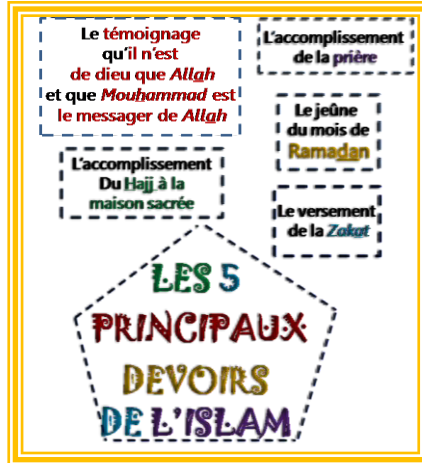 Le témoignage
qu'il n'est
de dieu que Allah
et que Mouhammad est
le messager de Allah
L'accomplissement
de la prière
Le jeûne
du mois de
Ramadan
L'accomplissement
Du Hajj à la
maison sacrée
Le versement
de la Zakat
LES 5
PRINCIPAUX
DEVOIRS
DE L'ISLAM